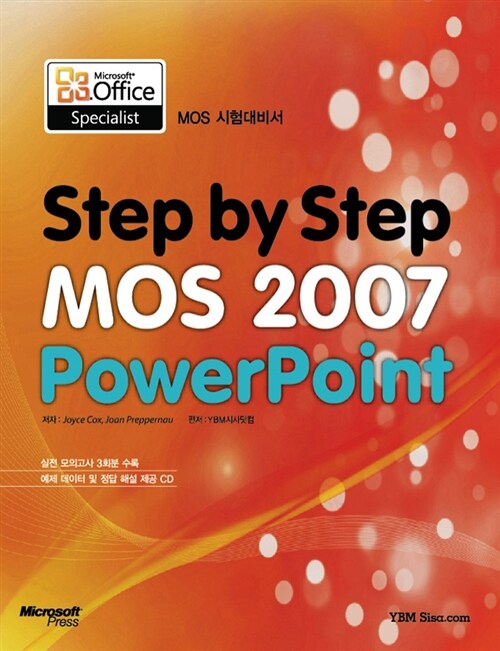 Microsoft®
Office
Specialist
MOS 시험대비서
Step by Step
MOS 2007
PowerPoint
저자 : Joyce Cox, Joan Preppernau 편저 : YBM시사닷컴
실전 모의고사 3회분 수록
예제 데이터 및 정답 해설 제공 CD
Microsoft
Press
YBM Sisa.com